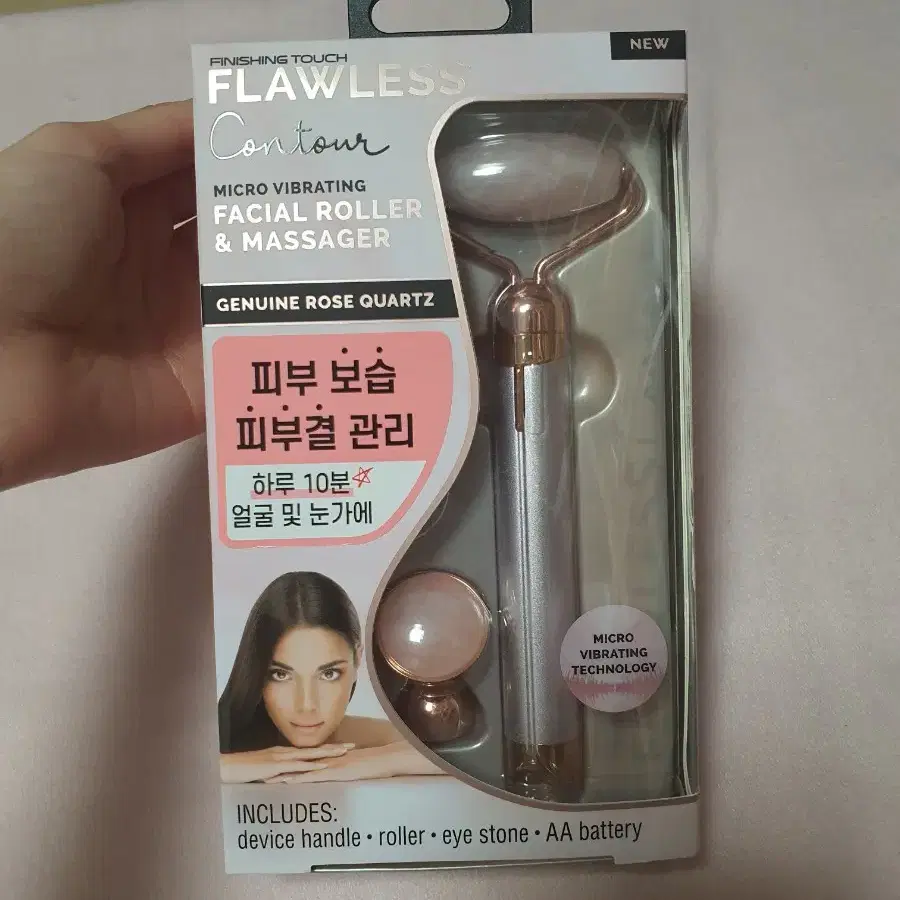 NEW
FINISHING TOUCH
FLAWLESS
Contour
MICRO VIBRATING
FACIAL ROLLER
& MASSAGER
GENUINE ROSE QUARTZ
피부 보습
피부결 관리
하루 10분
얼굴 및 눈가에
MICRO
VIBRATING
TECHNOLOGY
INCLUDES:
device handle • roller • eye stone • AA battery